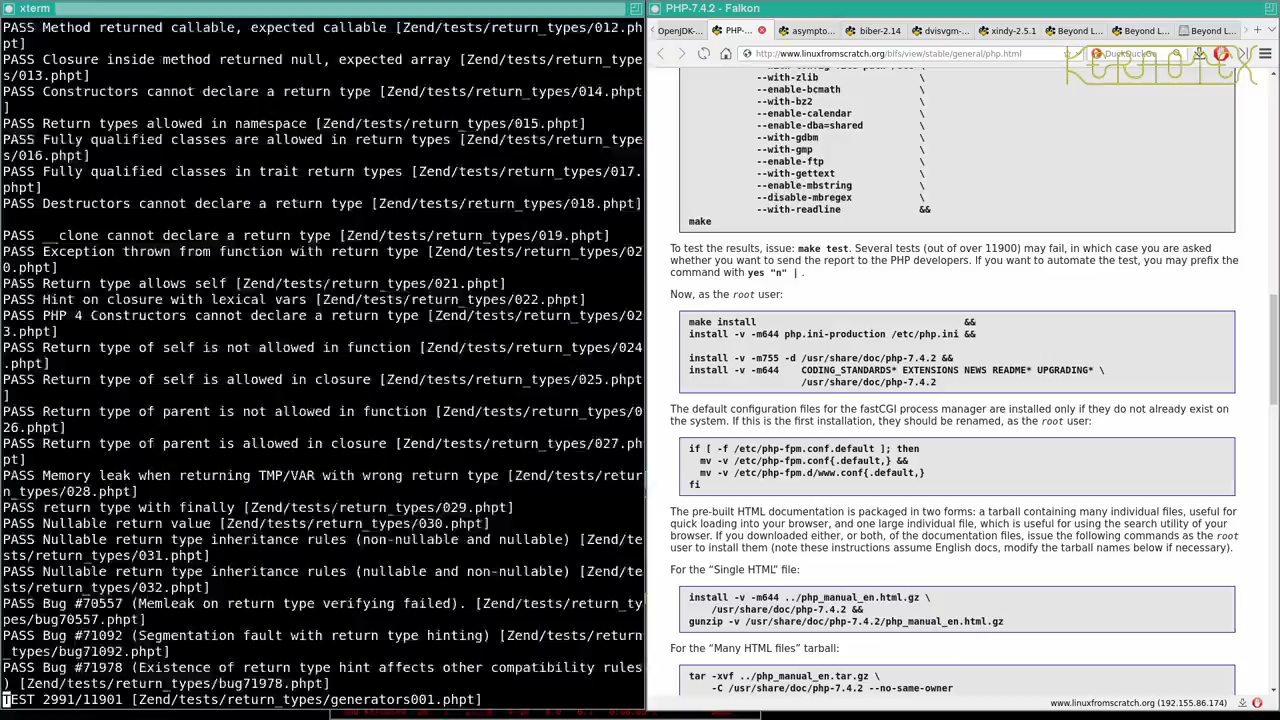 xterm
PASS Method returned callable, expected callable [Zend/tests/return_types/012.ph
pt]
PASS Closure inside method returned null, expected array [Zend/tests/return_type
s/013.phpt]
PASS Constructors cannot declare a return type [Zend/tests/return_types/014.phpt
]
PASS Return types allowed in namespace [Zend/tests/return_types/015.phpt]
PASS Fully qualified classes are allowed in return types [Zend/tests/return_type
s/016.phpt]
PASS Fully qualified classes in trait return types [Zend/tests/return_types/017.
phpt]
PASS Destructors cannot declare a return type [Zend/tests/return_types/018.phpt]
PASS __clone cannot declare a return type [Zend/tests/return_types/019.phpt]
PASS Exception thrown from function with return type [Zend/tests/return_types/02
0.phpt]
PASS Return type allows self [Zend/tests/return_types/021.phpt]
PASS Hint on closure with lexical vars [Zend/tests/return_types/022.phpt]
PASS PHP 4 Constructors cannot declare a return type [Zend/tests/return_types/02
3.phpt]
PASS Return type of self is not allowed in function [Zend/tests/return_types/024
.phpt]
PASS Return type of self is allowed in closure [Zend/tests/return_types/025.phpt
]
PASS Return type of parent is not allowed in function [Zend/tests/return_types/0
26.phpt]
PASS Return type of parent is allowed in closure [Zend/tests/return_types/027.ph
pt]
PASS Memory leak when returning TMP/VAR with wrong return type [Zend/tests/retur
n_types/028.phpt]
PASS return type with finally [Zend/tests/return_types/029.phpt]
PASS Nullable return value [Zend/tests/return_types/030.phpt]
PASS Nullable return type inheritance rules (non-nullable and nullable) [Zend/te
sts/return_types/031.phpt]
PASS Nullable return type inheritance rules (nullable and non-nullable) [Zend/te
sts/return_types/032.phpt]
PASS Bug #70557 (Memleak on return type verifying failed). [Zend/tests/return_ty
pes/bug70557.phpt]
PASS Bug #71092 (Segmentation fault with return type hinting) [Zend/tests/return
_types/bug71092.phpt]
PASS Bug #71978 (Existence of return type hint affects other compatibility rules
) [Zend/tests/return_types/bug71978.phpt]
TEST 2991/11901 [Zend/tests/return_types/generators001.phpt]
PHP-7.4.2 - Falkon
OpenJDK-... PHP-... asympto... biber-2.14 dvisvgm-... xindy-2.5.1 Beyond L... Beyond L... Beyond L...
http://www.linuxfromscratch.org/blfs/view/stable/general/php.html
KERNOTEX
--with-zlib \
--enable-bcmath \
--with-bz2 \
--enable-calendar \
--enable-dba=shared \
--with-gdbm \
--with-gmp \
--enable-ftp \
--with-gettext \
--enable-mbstring \
--disable-mbregex \
--with-readline &&
make
To test the results, issue: make test. Several tests (out of over 11900) may fail, in which case you are asked
whether you want to send the report to the PHP developers. If you want to automate the test, you may prefix the
command with yes "n" | .
Now, as the root user:
make install &&
install -v -m644 php.ini-production /etc/php.ini &&
install -v -m755 -d /usr/share/doc/php-7.4.2 &&
install -v -m644 CODING_STANDARDS* EXTENSIONS NEWS README* UPGRADING* \
/usr/share/doc/php-7.4.2
The default configuration files for the fastCGI process manager are installed only if they do not already exist on
the system. If this is the first installation, they should be renamed, as the root user:
if [ -f /etc/php-fpm.conf.default ]; then
mv -v /etc/php-fpm.conf{.default,} &&
mv -v /etc/php-fpm.d/www.conf{.default,}
fi
The pre-built HTML documentation is packaged in two forms: a tarball containing many individual files, useful for
quick loading into your browser, and one large individual file, which is useful for using the search utility of your
browser. If you downloaded either, or both, of the documentation files, issue the following commands as the root
user to install them (note these instructions assume English docs, modify the tarball names below if necessary).
For the “Single HTML” file:
install -v -m644 ../php_manual_en.html.gz \
/usr/share/doc/php-7.4.2 &&
gunzip -v /usr/share/doc/php-7.4.2/php_manual_en.html.gz
For the “Many HTML files” tarball:
tar -xvf ../php_manual_en.tar.gz \
-C /usr/share/doc/php-7.4.2 --no-same-owner
www.linuxfromscratch.org (192.155.86.174)